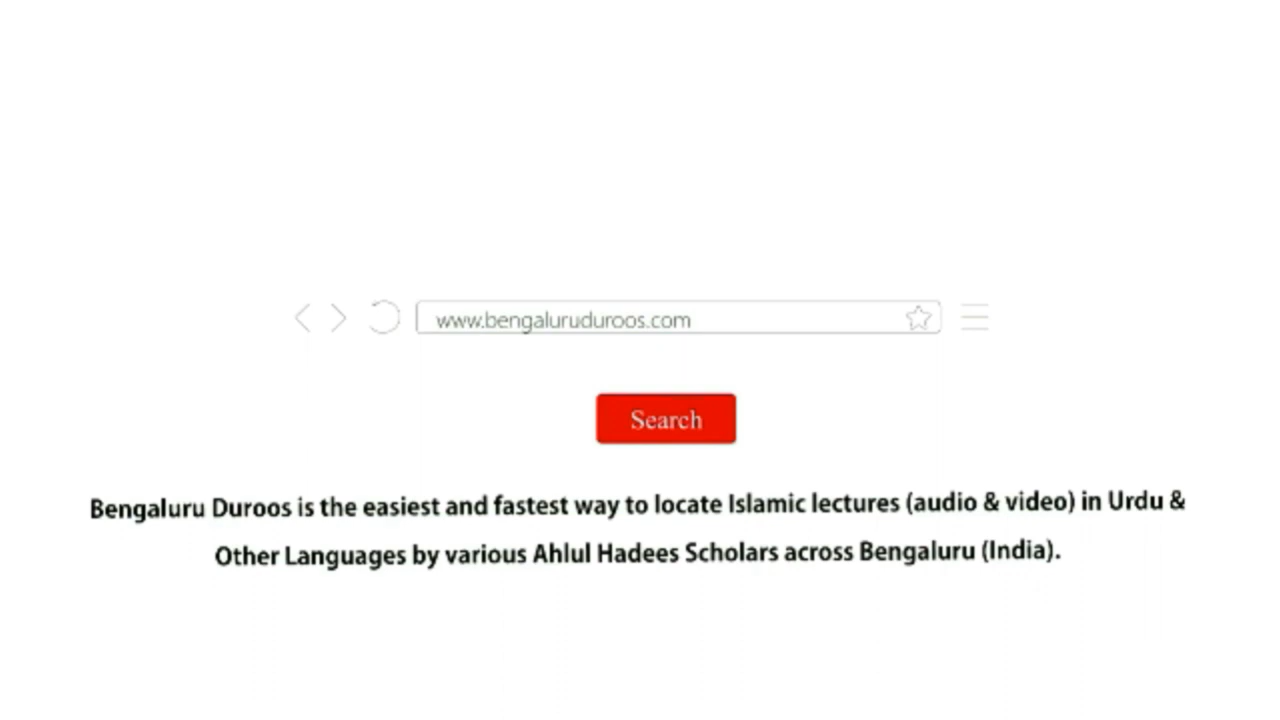 www.bengaluruduroos.com
Search
Bengaluru Duroos is the easiest and fastest way to locate Islamic lectures (audio & video) in Urdu &
Other Languages by various Ahlul Hadees Scholars across Bengaluru (India).